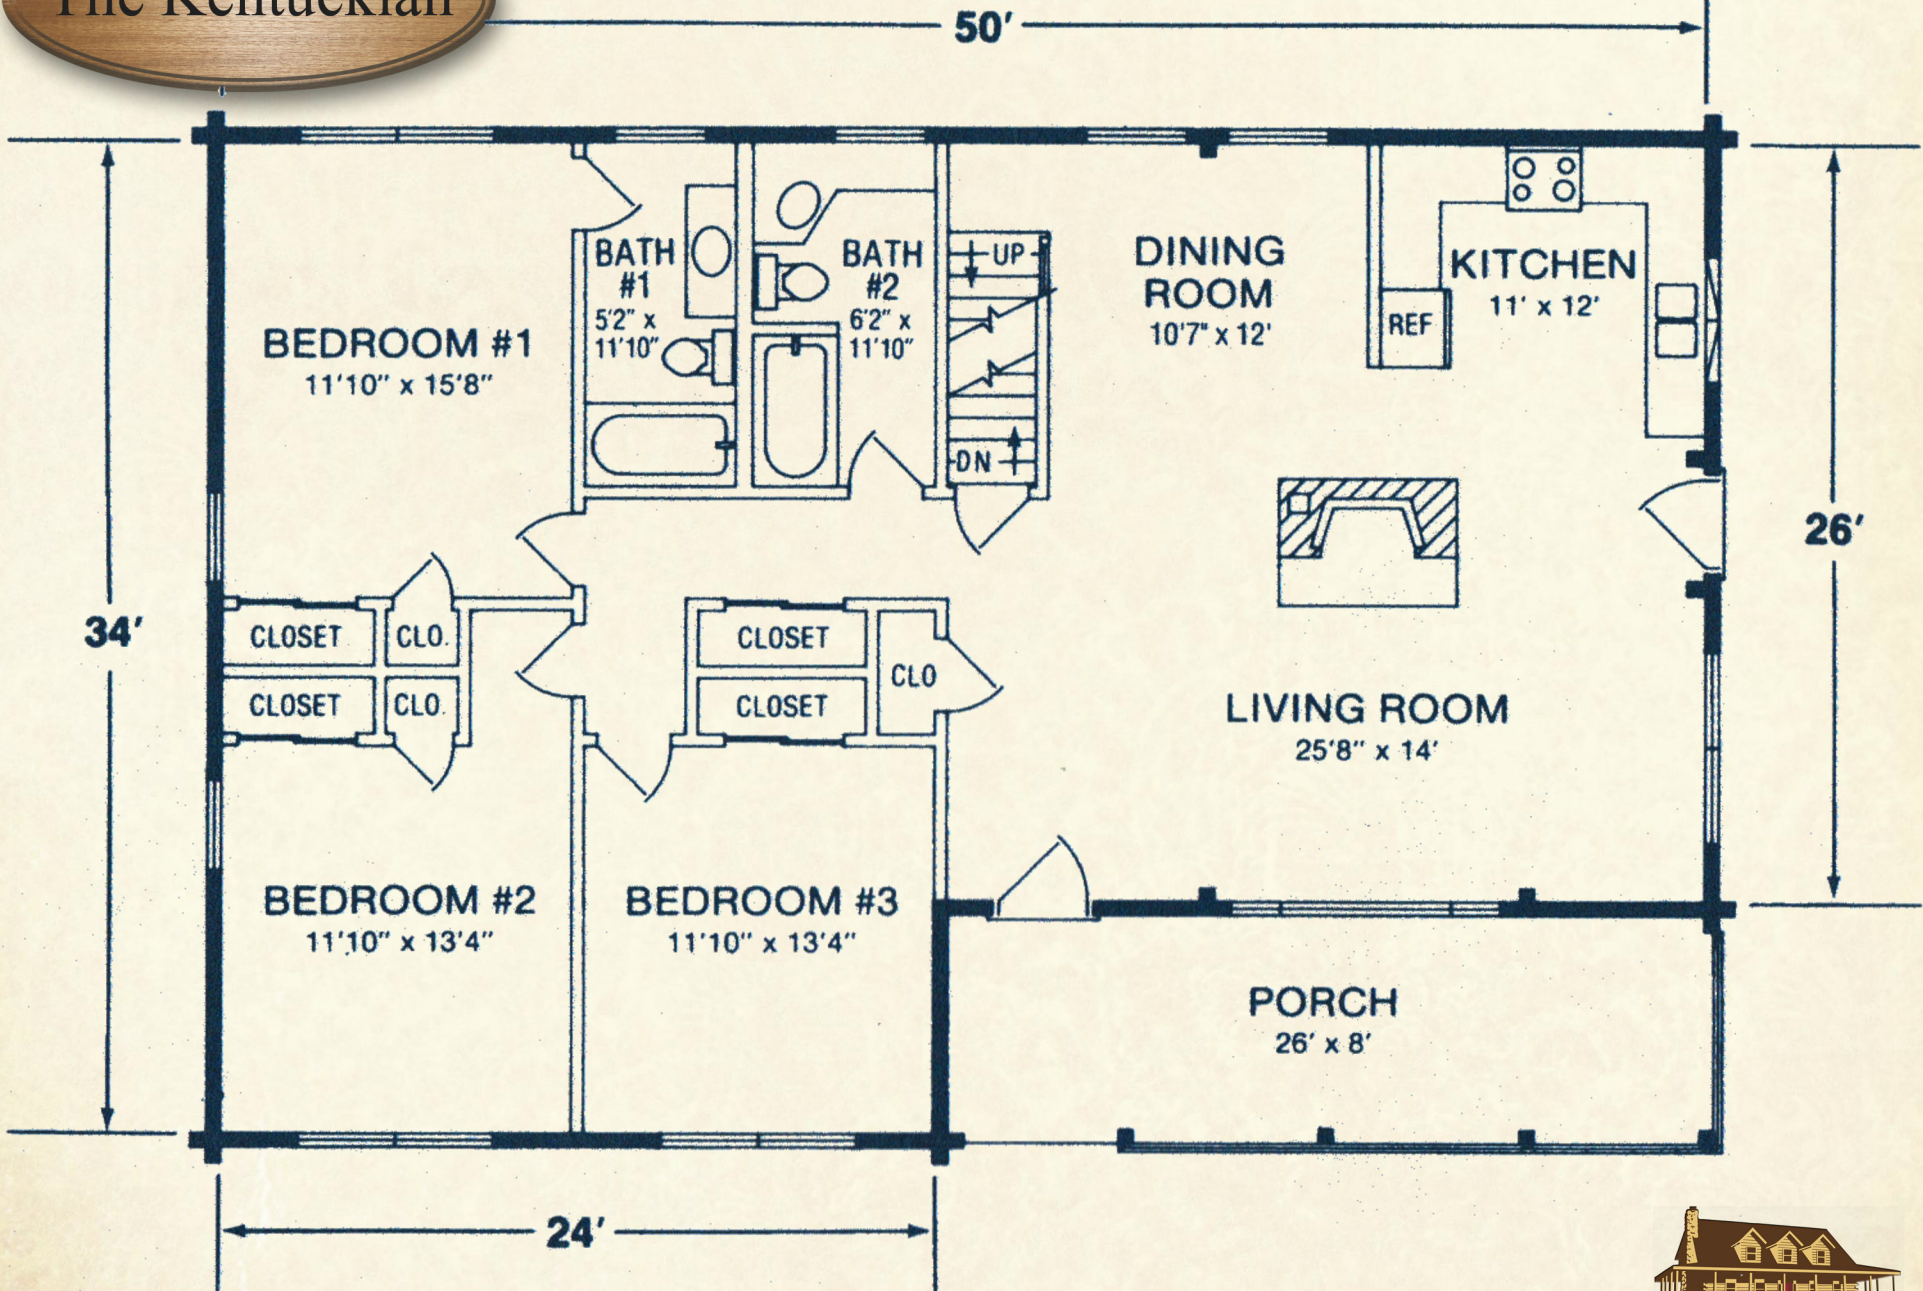 The Kentuckian
50'
34'
26'
24'
BEDROOM #1
11'10" x 15'8"
BATH
#1
5'2" x
11'10"
BATH
#2
6'2" x
11'10"
UP
DN
DINING
ROOM
10'7" x 12'
KITCHEN
11' x 12'
REF
CLOSET
CLO.
CLOSET
CLO.
CLOSET
CLOSET
CLO
LIVING ROOM
25'8" x 14'
BEDROOM #2
11'10" x 13'4"
BEDROOM #3
11'10" x 13'4"
PORCH
26' x 8'